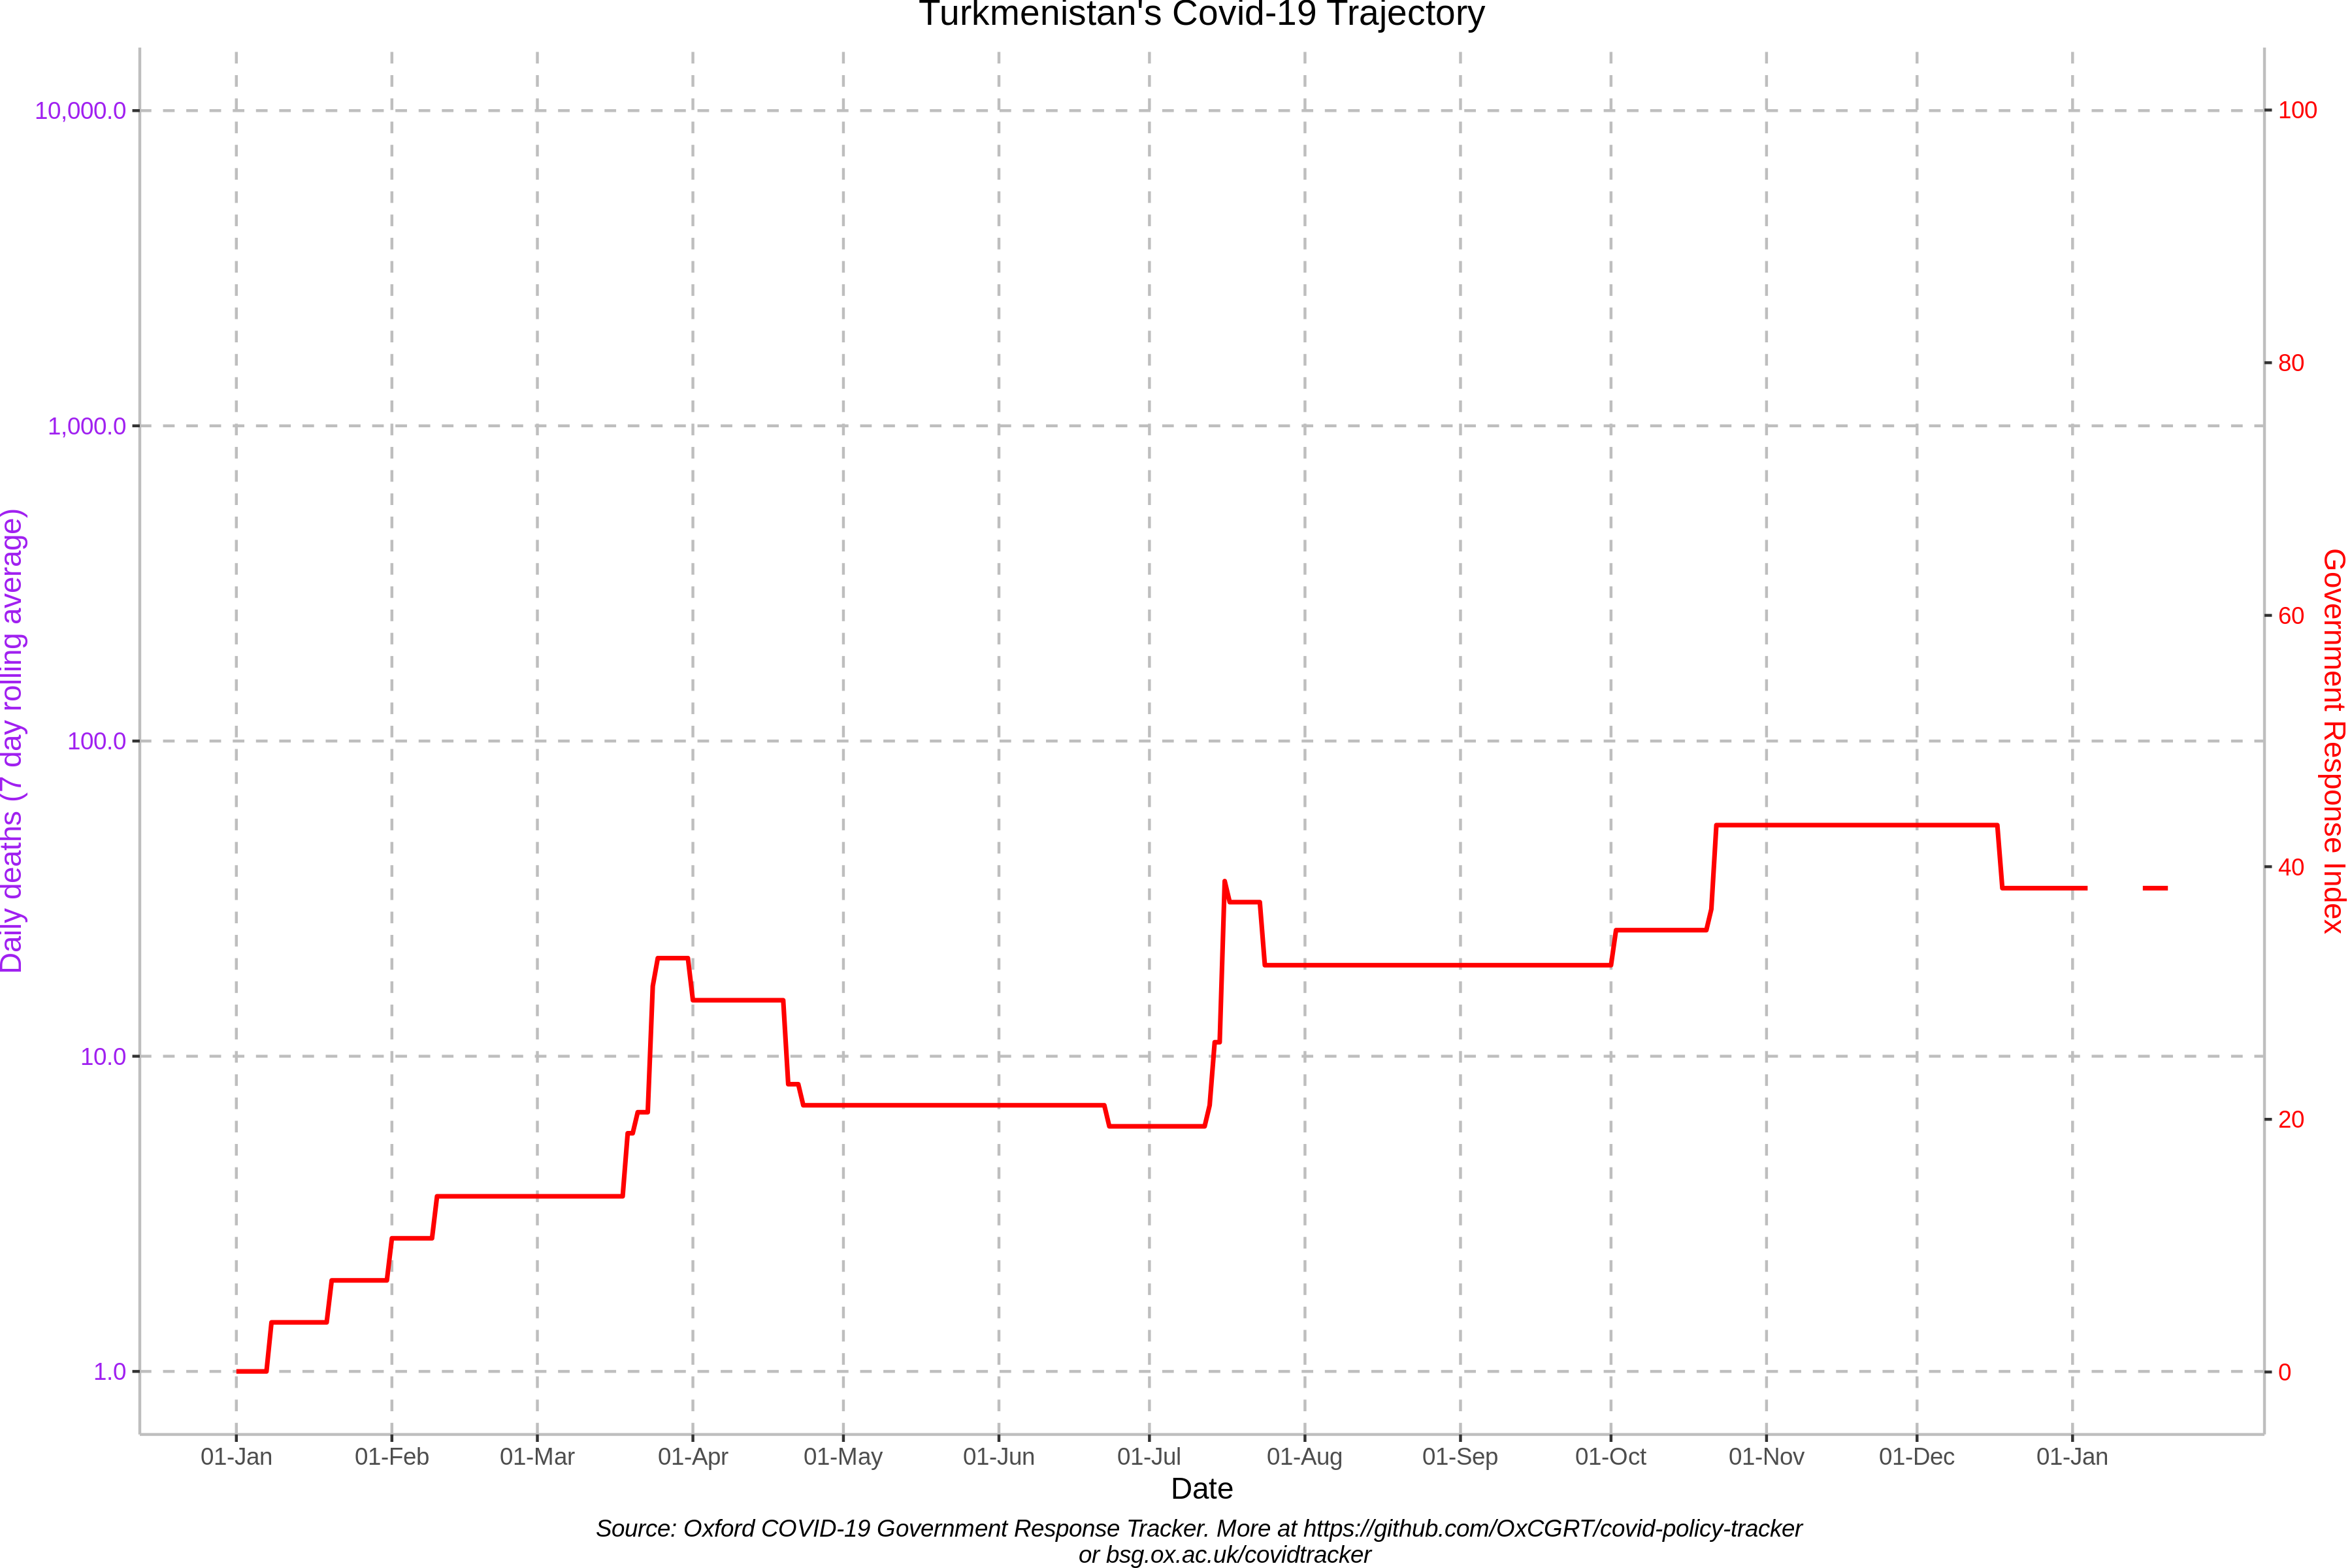 Turkmenistan's Covid-19 Trajectory
10,000.0
1,000.0
100.0
10.0
1.0
Daily deaths (7 day rolling average)
100
80
60
40
20
0
Government Response Index
01-Jan
01-Feb
01-Mar
01-Apr
01-May
01-Jun
01-Jul
01-Aug
01-Sep
01-Oct
01-Nov
01-Dec
01-Jan
Date
Source: Oxford COVID-19 Government Response Tracker. More at https://github.com/OxCGRT/covid-policy-tracker
or bsg.ox.ac.uk/covidtracker